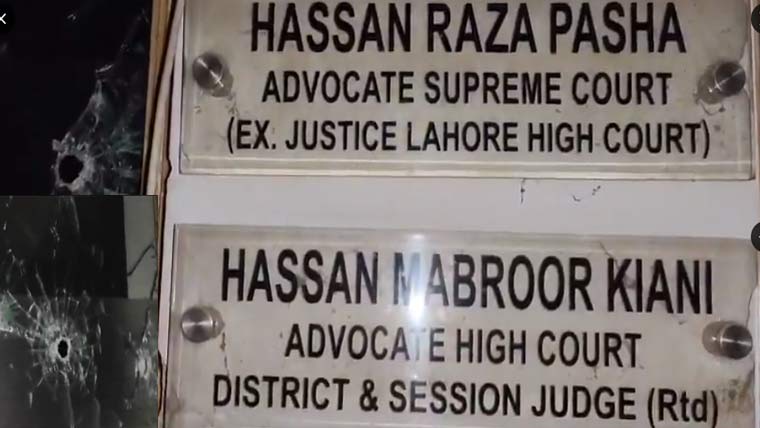 HASSAN RAZA PASHA
ADVOCATE SUPREME COURT
(EX. JUSTICE LAHORE HIGH COURT)
HASSAN MABROOR KIANI
ADVOCATE HIGH COURT
DISTRICT & SESSION JUDGE (Rtd)